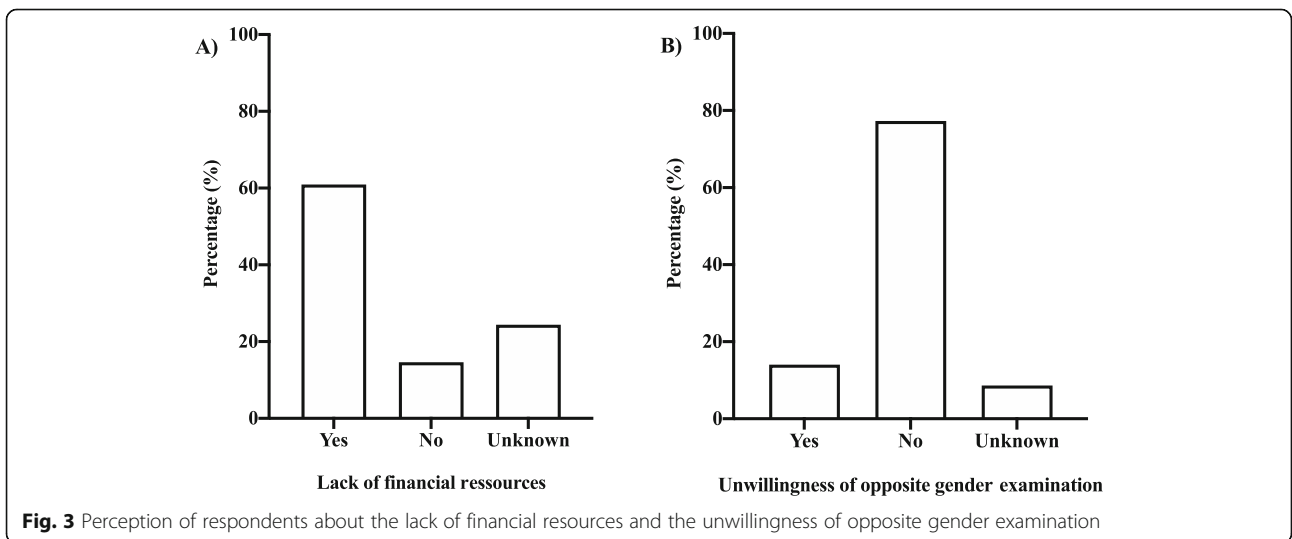 A)
100
80
60
40
20
0
Percentage (%)
Yes No Unknown
Lack of financial ressources
B)
100
80
60
40
20
0
Percentage (%)
Yes No Unknown
Unwillingness of opposite gender examination
Fig. 3 Perception of respondents about the lack of financial resources and the unwillingness of opposite gender examination